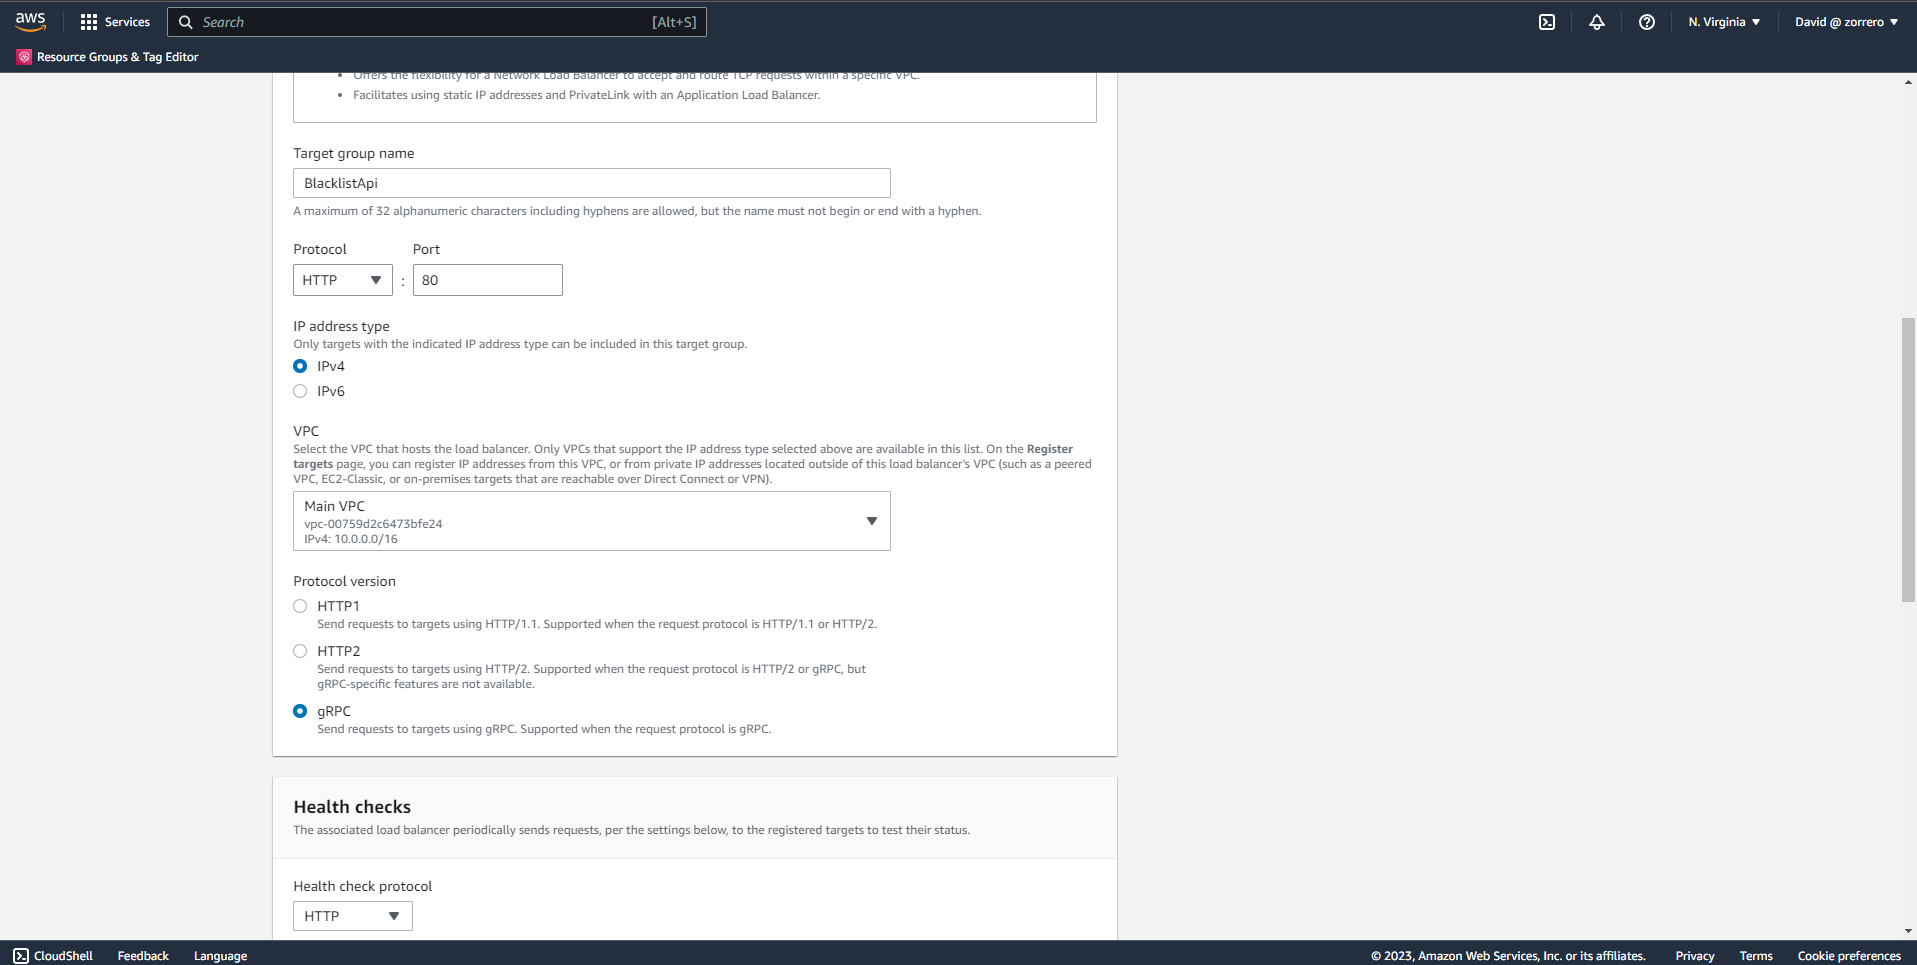 aws
Services
Search
[Alt+S]
N. Virginia
David @ zorrero
Resource Groups & Tag Editor
Offers the flexibility for a Network Load Balancer to accept and route TCP requests within a specific VPC.
Facilitates using static IP addresses and PrivateLink with an Application Load Balancer.
Target group name
BlacklistApi
A maximum of 32 alphanumeric characters including hyphens are allowed, but the name must not begin or end with a hyphen.
Protocol
Port
HTTP
:
80
IP address type
Only targets with the indicated IP address type can be included in this target group.
IPv4
IPv6
VPC
Select the VPC that hosts the load balancer. Only VPCs that support the IP address type selected above are available in this list. On the Register
targets page, you can register IP addresses from this VPC, or from private IP addresses located outside of this load balancer's VPC (such as a peered
VPC, EC2-Classic, or on-premises targets that are reachable over Direct Connect or VPN).
Main VPC
vpc-00759d2c6473bfe24
IPv4: 10.0.0.0/16
Protocol version
HTTP1
Send requests to targets using HTTP/1.1. Supported when the request protocol is HTTP/1.1 or HTTP/2.
HTTP2
Send requests to targets using HTTP/2. Supported when the request protocol is HTTP/2 or gRPC, but
gRPC-specific features are not available.
gRPC
Send requests to targets using gRPC. Supported when the request protocol is gRPC.
Health checks
The associated load balancer periodically sends requests, per the settings below, to the registered targets to test their status.
Health check protocol
HTTP
CloudShell
Feedback
Language
© 2023, Amazon Web Services, Inc. or its affiliates.
Privacy
Terms
Cookie preferences